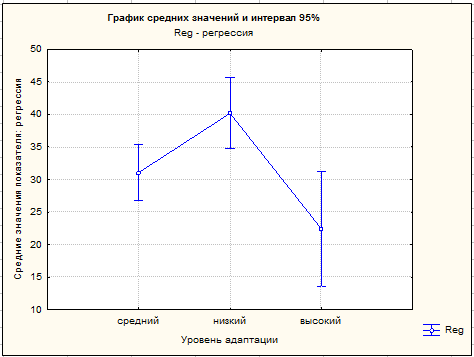 График средних значений и интервал 95%
Reg - регрессия
Средние значения показателя: регрессия
50
45
40
35
30
25
20
15
10
средний низкий высокий
Уровень адаптации
Reg